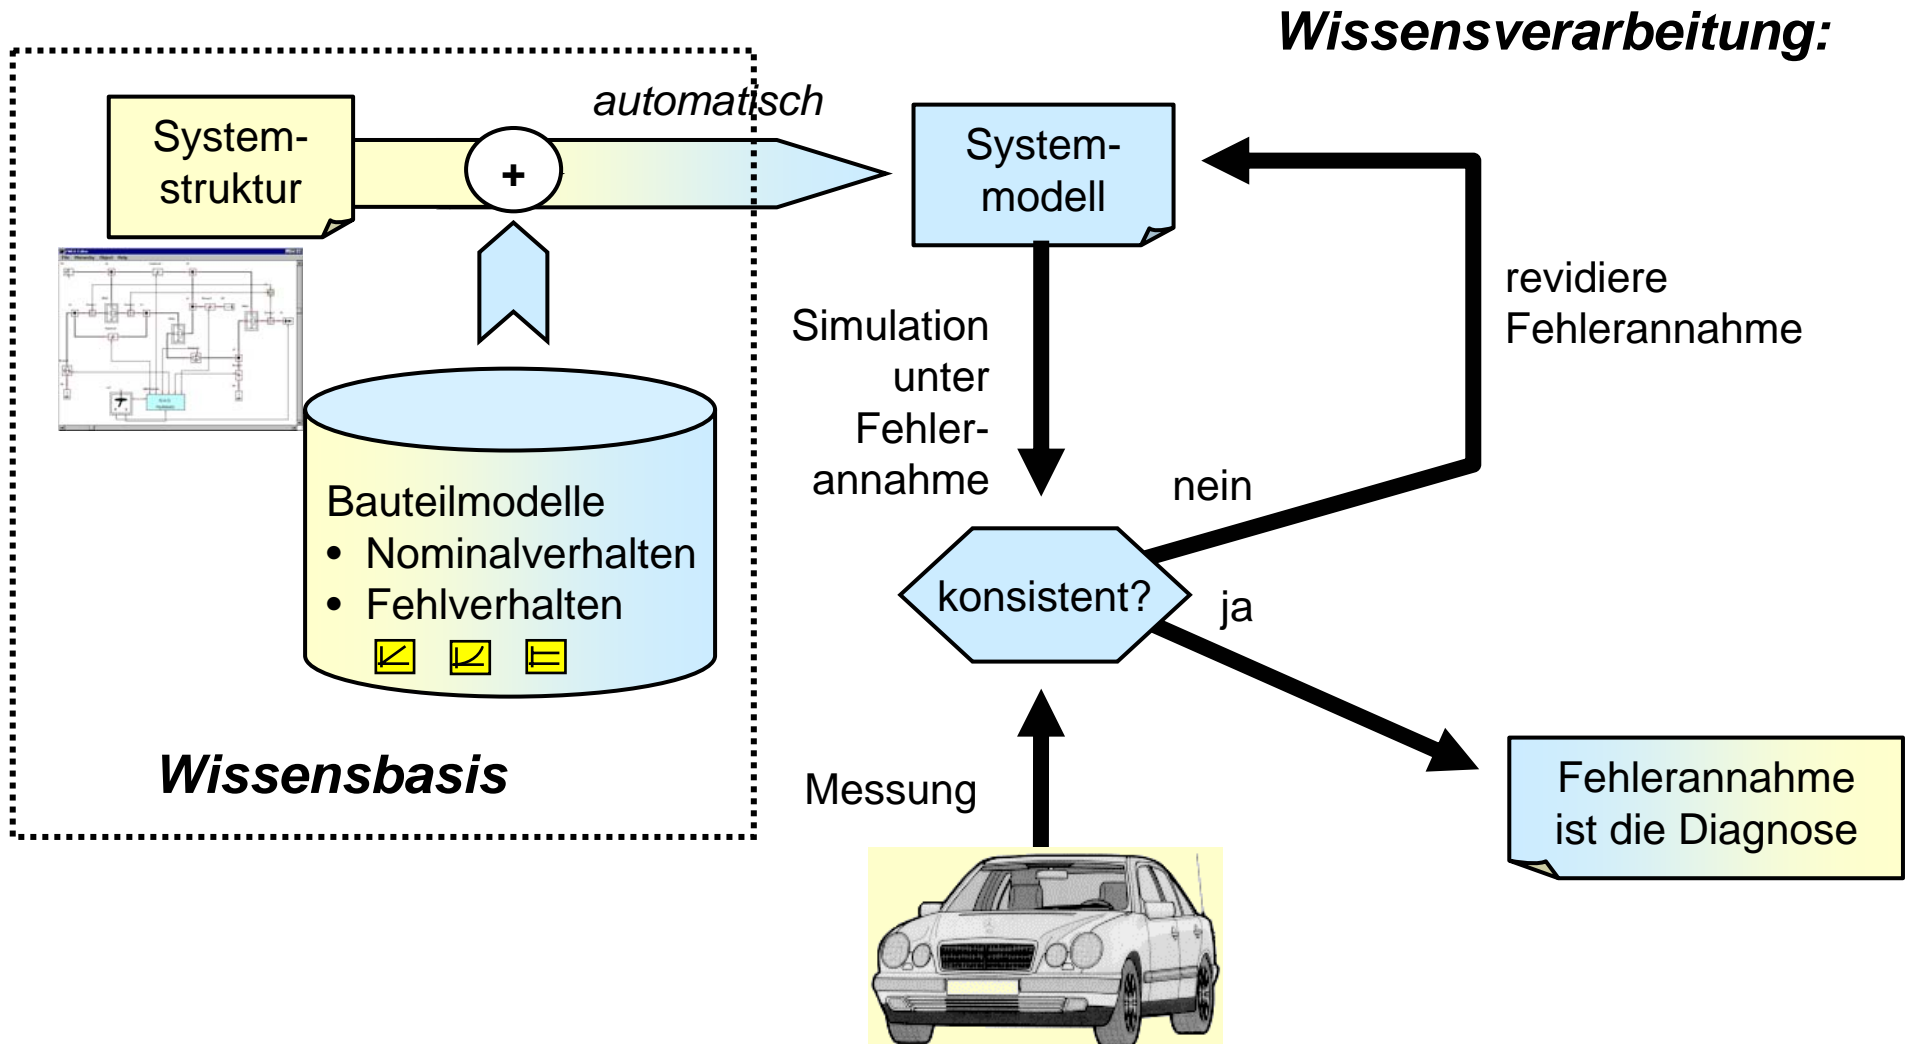 Wissensverarbeitung:
automatisch
System-
struktur
+
System-
modell
revidiere
Fehlerannahme
Simulation
unter
Fehler-
annahme
nein
Bauteilmodelle
• Nominalverhalten
• Fehlverhalten
konsistent?
ja
Wissensbasis
Messung
Fehlerannahme
ist die Diagnose